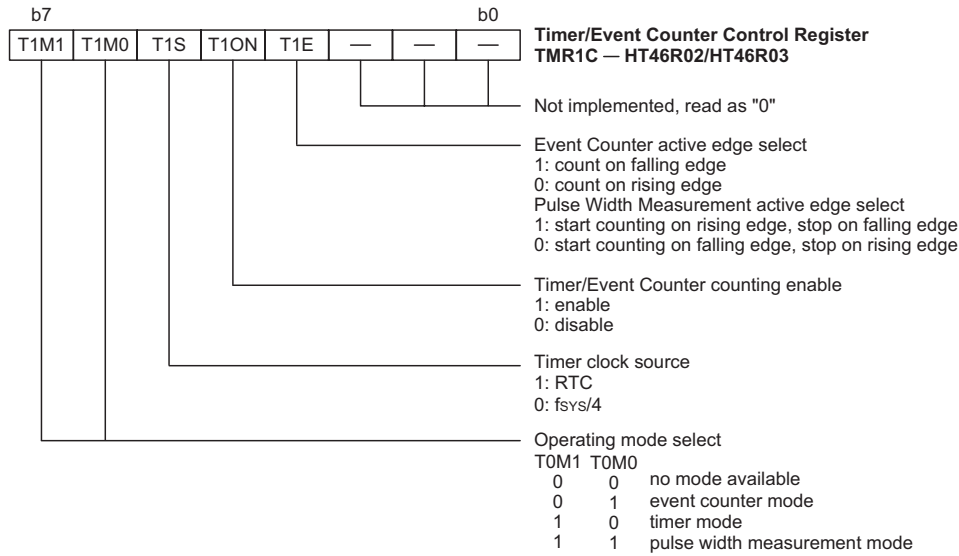 b7 b0
T1M1 T1M0 T1S T1ON T1E — — —
Timer/Event Counter Control Register
TMR1C — HT46R02/HT46R03
Not implemented, read as "0"
Event Counter active edge select
1: count on falling edge
0: count on rising edge
Pulse Width Measurement active edge select
1: start counting on rising edge, stop on falling edge
0: start counting on falling edge, stop on rising edge
Timer/Event Counter counting enable
1: enable
0: disable
Timer clock source
1: RTC
0: fSYS/4
Operating mode select
T0M1 T0M0
0 0 no mode available
0 1 event counter mode
1 0 timer mode
1 1 pulse width measurement mode